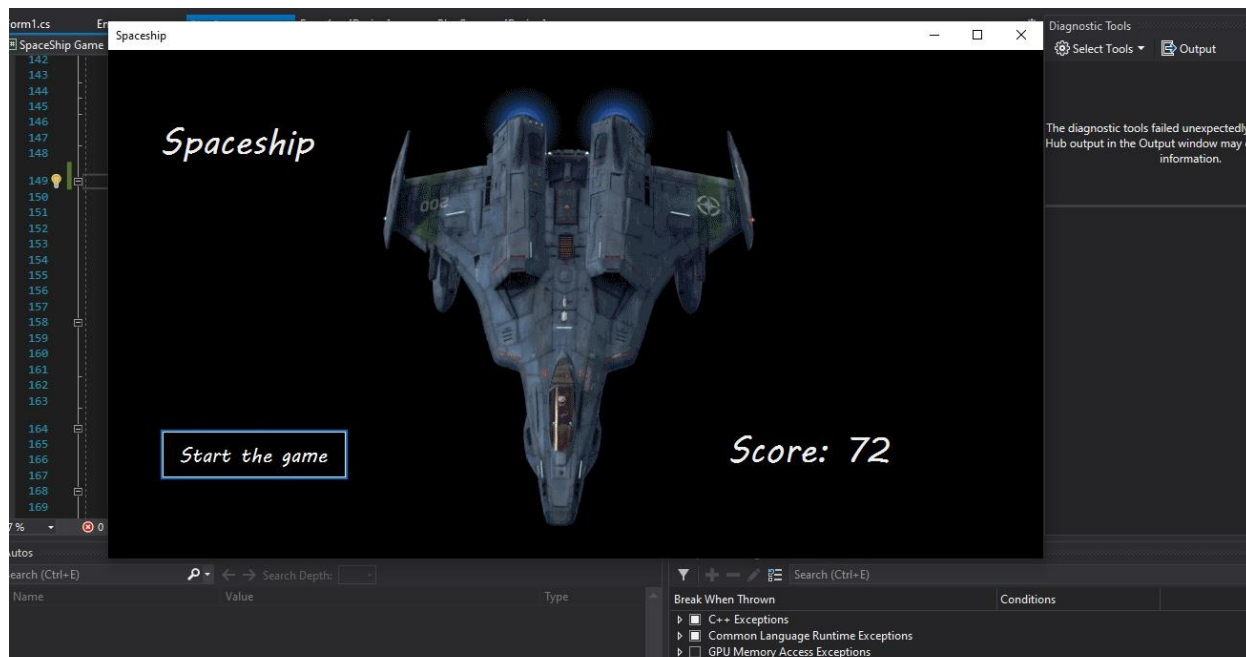 orm1.cs
Spaceship
Diagnostic Tools
SpaceShip Game
Select Tools
Output
142
143
144
145
146
147
148
149
150
151
152
153
154
155
156
157
158
159
160
161
162
163
164
165
166
167
168
169
The diagnostic tools failed unexpectedly
Hub output in the Output window may
information.
Spaceship
002
Start the game
Score: 72
7 %
0
Autos
Search (Ctrl+E)
Search Depth:
Name Value Type
Search (Ctrl+E)
Break When Thrown Conditions
C++ Exceptions
Common Language Runtime Exceptions
GPU Memory Access Exceptions